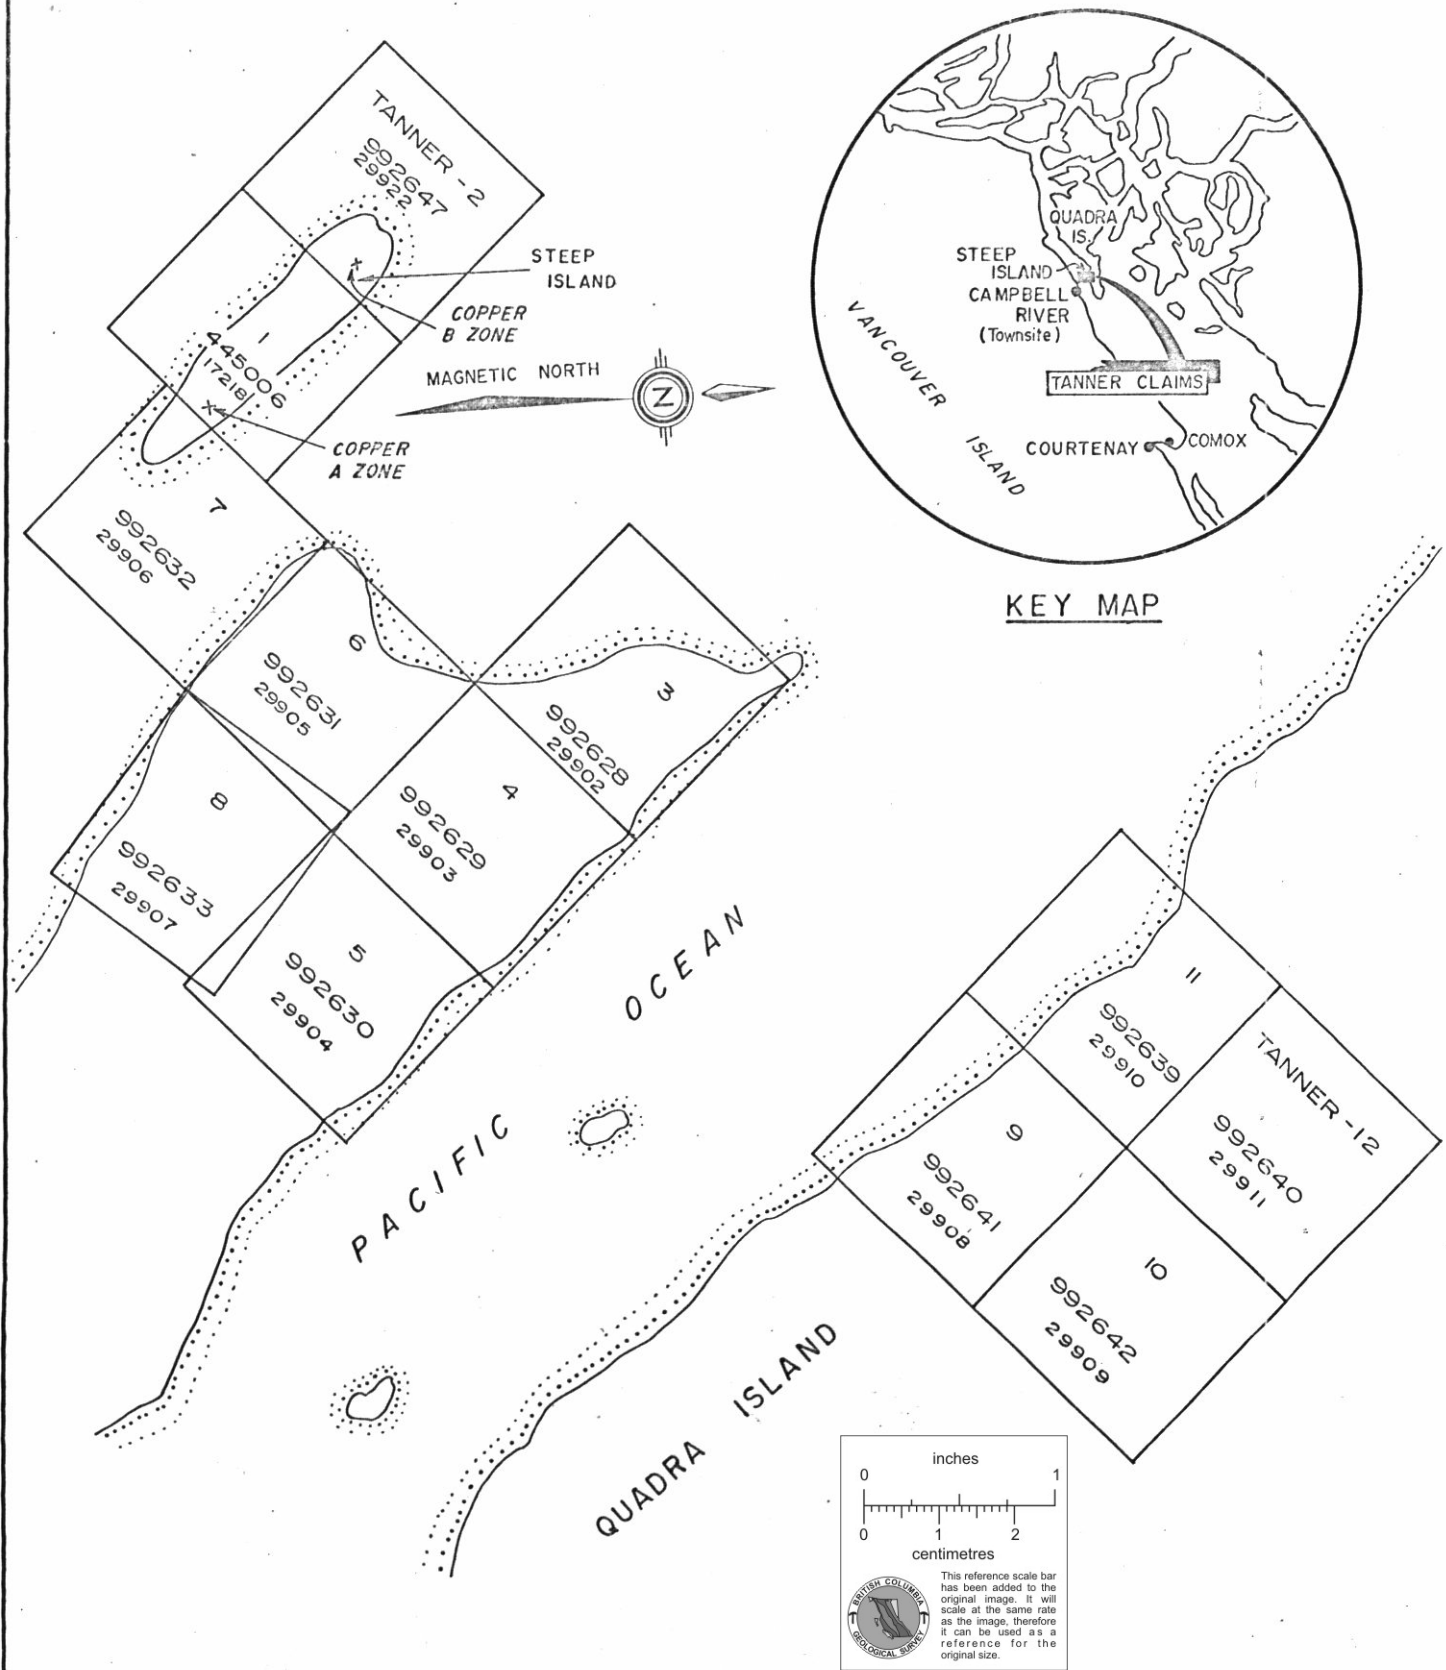 TANNER - 2
992647
29922
STEEP
ISLAND
COPPER
B ZONE
1
445006
17218
COPPER
A ZONE
MAGNETIC NORTH
Z
QUADRA
IS.
STEEP
ISLAND
CAMPBELL
RIVER
(Townsite)
VANCOUVER
ISLAND
TANNER CLAIMS
COURTENAY
COMOX
KEY MAP
7
992632
29906
6
992631
29905
3
992628
29902
4
992629
29903
8
992633
29907
5
992630
29904
PACIFIC OCEAN
11
992639
29910
TANNER -12
992640
29911
9
992641
29908
10
992642
29909
QUADRA ISLAND
inches
0 1
0 1 2
centimetres
BRITISH COLUMBIA
GEOLOGICAL SURVEY
This reference scale bar
has been added to the
original image. It will
scale at the same rate
as the image, therefore
it can be used as a
reference for the
original size.